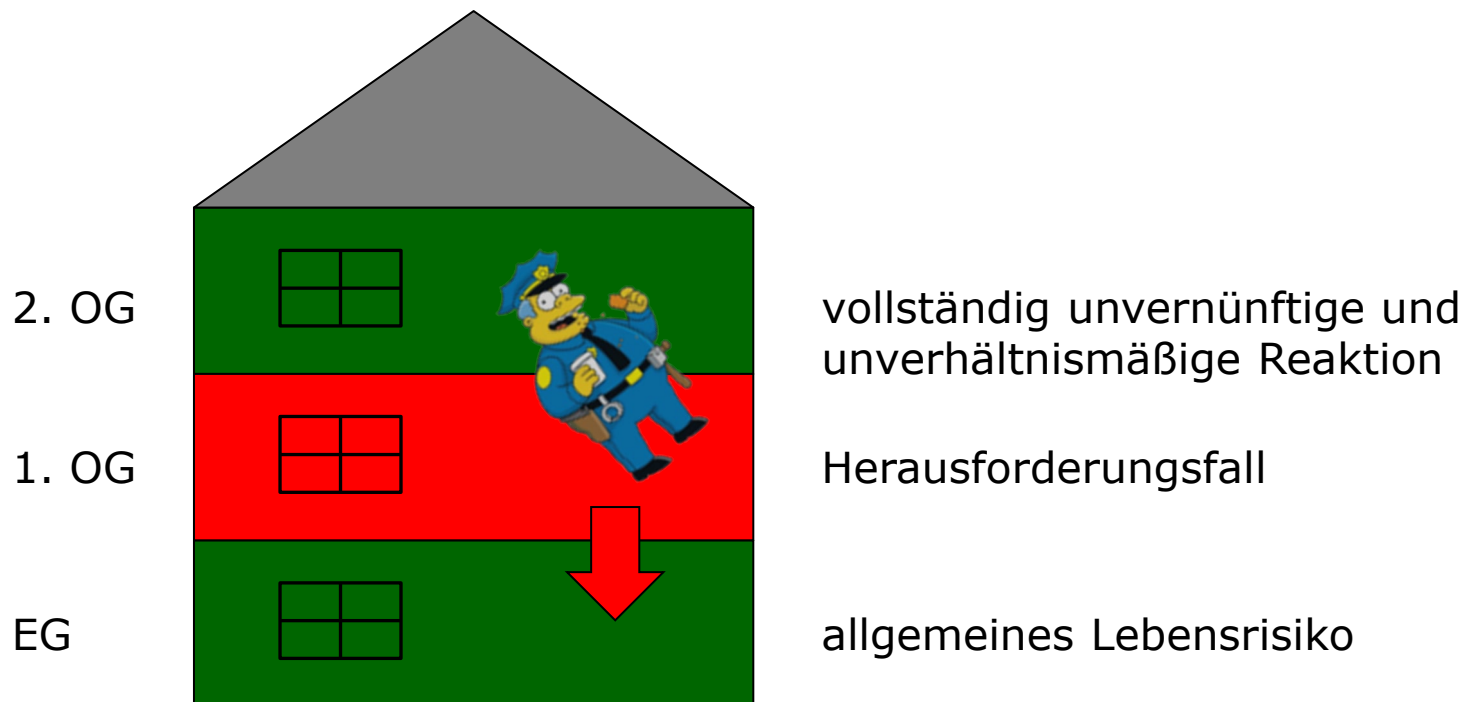 2. OG
vollständig unvernünftige und
unverhältnismäßige Reaktion
1. OG
Herausforderungsfall
EG
allgemeines Lebensrisiko